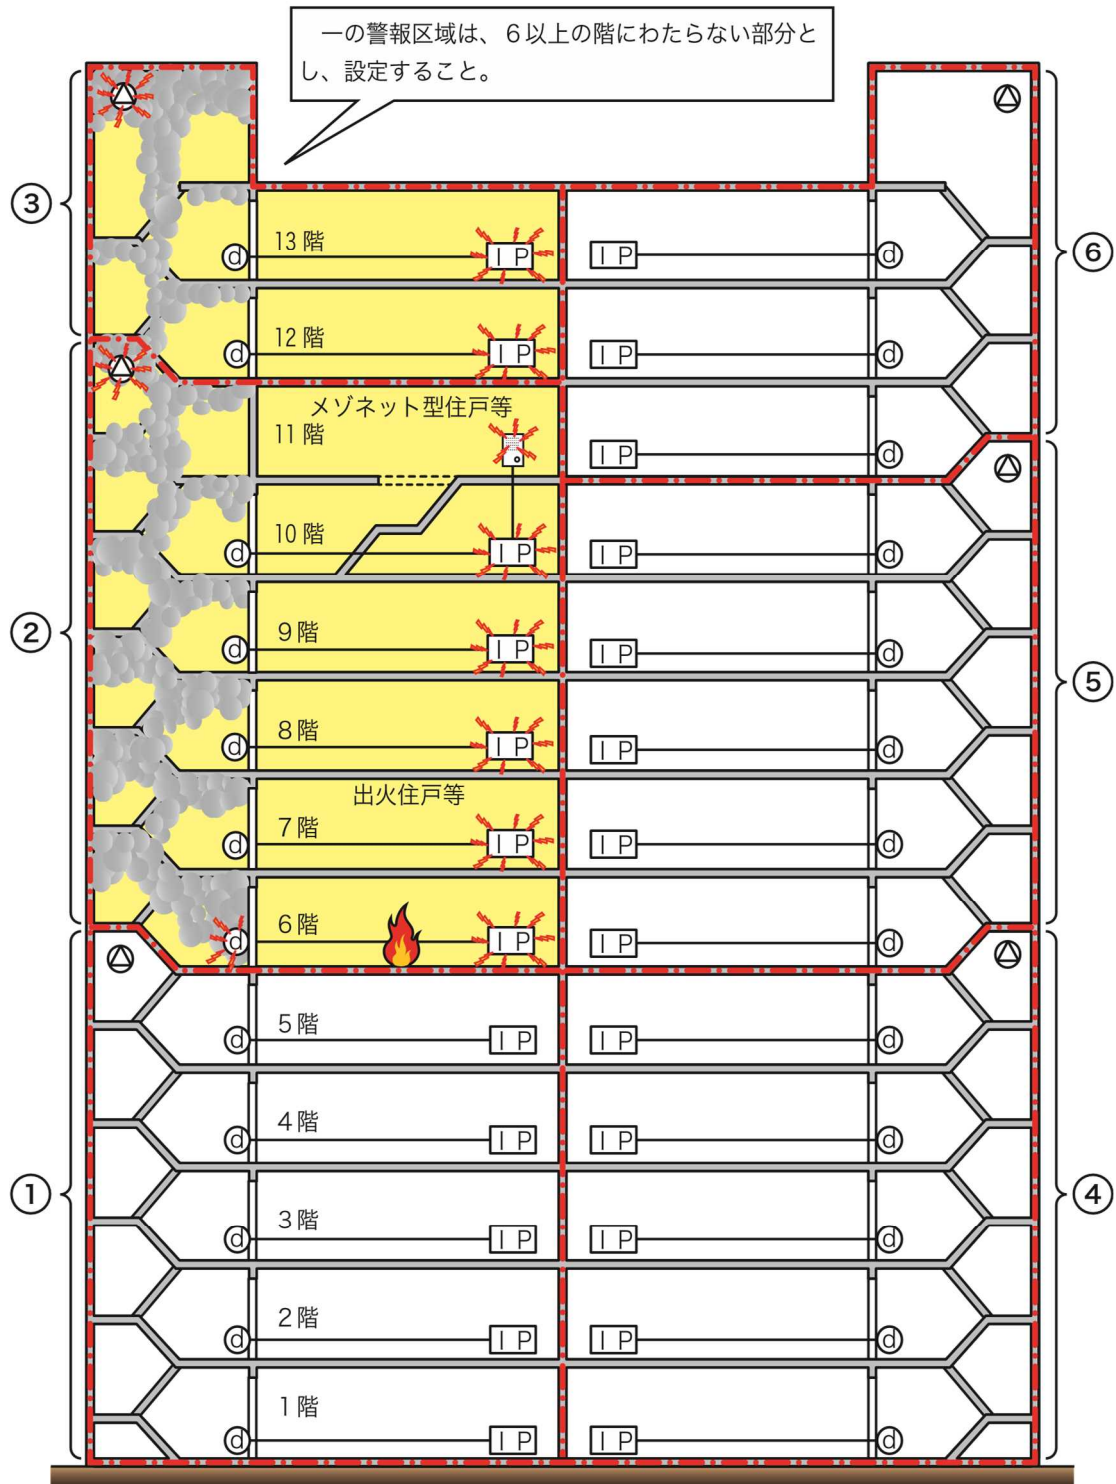 一の警報区域は、６以上の階にわたらない部分と
し、設定すること。
③
⑥
13階
ⓓ
ＩＰ
ＩＰ
ⓓ
12階
ⓓ
ＩＰ
ＩＰ
ⓓ
メゾネット型住戸等
11階
ＩＰ
ⓓ
10階
ⓓ
ＩＰ
ＩＰ
ⓓ
②
⑤
9階
ⓓ
ＩＰ
ＩＰ
ⓓ
8階
ⓓ
ＩＰ
ＩＰ
ⓓ
出火住戸等
7階
ⓓ
ＩＰ
ＩＰ
ⓓ
6階
ⓓ
ＩＰ
ＩＰ
ⓓ
5階
ⓓ
ＩＰ
ＩＰ
ⓓ
4階
ⓓ
ＩＰ
ＩＰ
ⓓ
①
④
3階
ⓓ
ＩＰ
ＩＰ
ⓓ
2階
ⓓ
ＩＰ
ＩＰ
ⓓ
1階
ⓓ
ＩＰ
ＩＰ
ⓓ